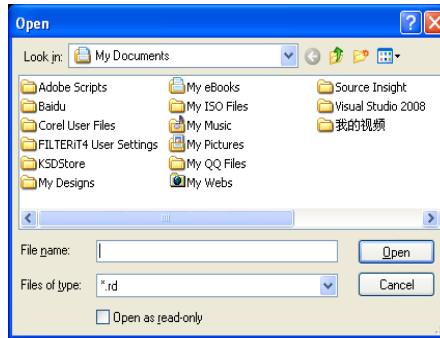 Open
Look in: My Documents
Adobe Scripts My eBooks Source Insight
Baidu My ISO Files Visual Studio 2008
Corel User Files My Music 我的视频
FILTERiT4 User Settings My Pictures
KSDStore My QQ Files
My Designs My Webs
File name: Open
Files of type: *.rd Cancel
Open as read-only